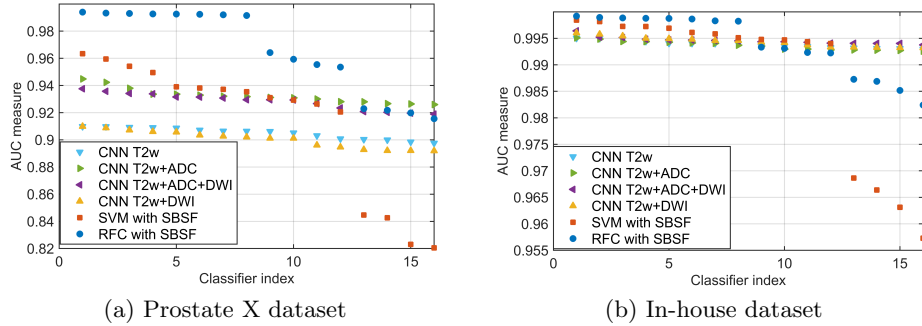 AUC measure
0.98
0.96
0.94
0.92
0.9
0.88
0.86
0.84
0.82
CNN T2w
CNN T2w+ADC
CNN T2w+ADC+DWI
CNN T2w+DWI
SVM with SBSF
RFC with SBSF
0 5 10 15
Classifier index
(a) Prostate X dataset
AUC measure
0.995
0.99
0.985
0.98
0.975
0.97
0.965
0.96
0.955
CNN T2w
CNN T2w+ADC
CNN T2w+ADC+DWI
CNN T2w+DWI
SVM with SBSF
RFC with SBSF
0 5 10 15
Classifier index
(b) In-house dataset